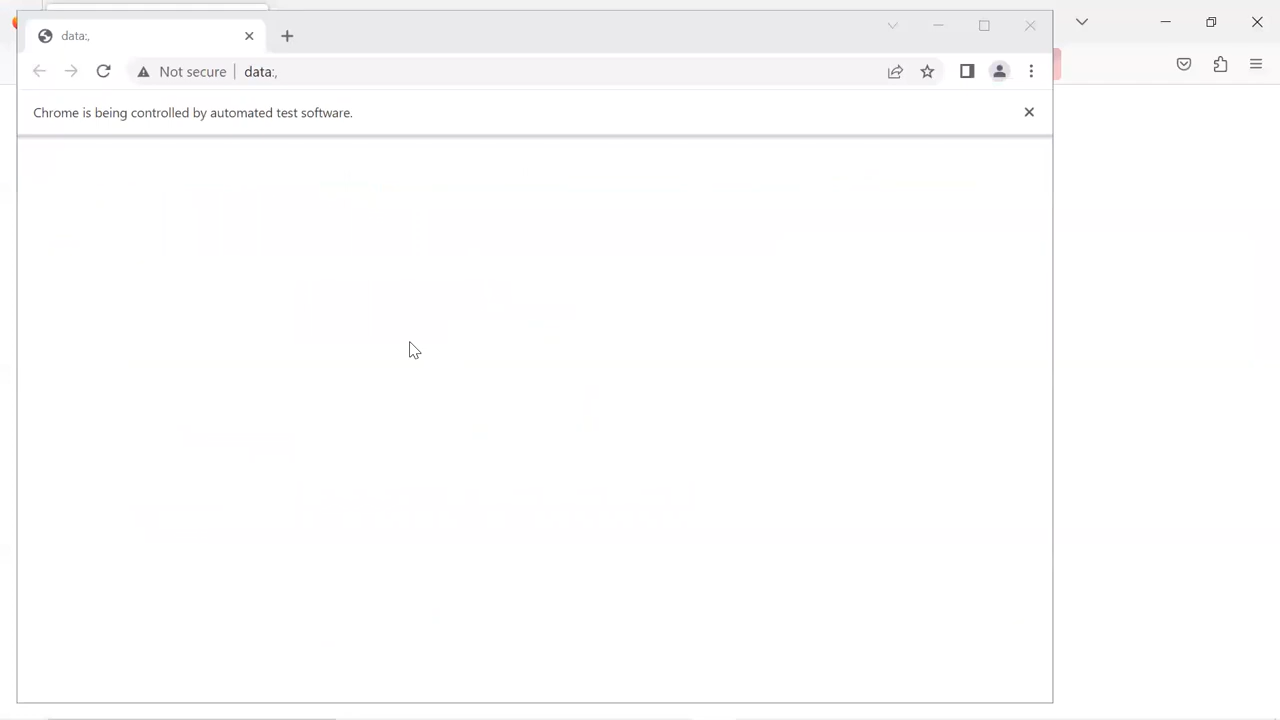 data:,
Not secure
data:,
Chrome is being controlled by automated test software.